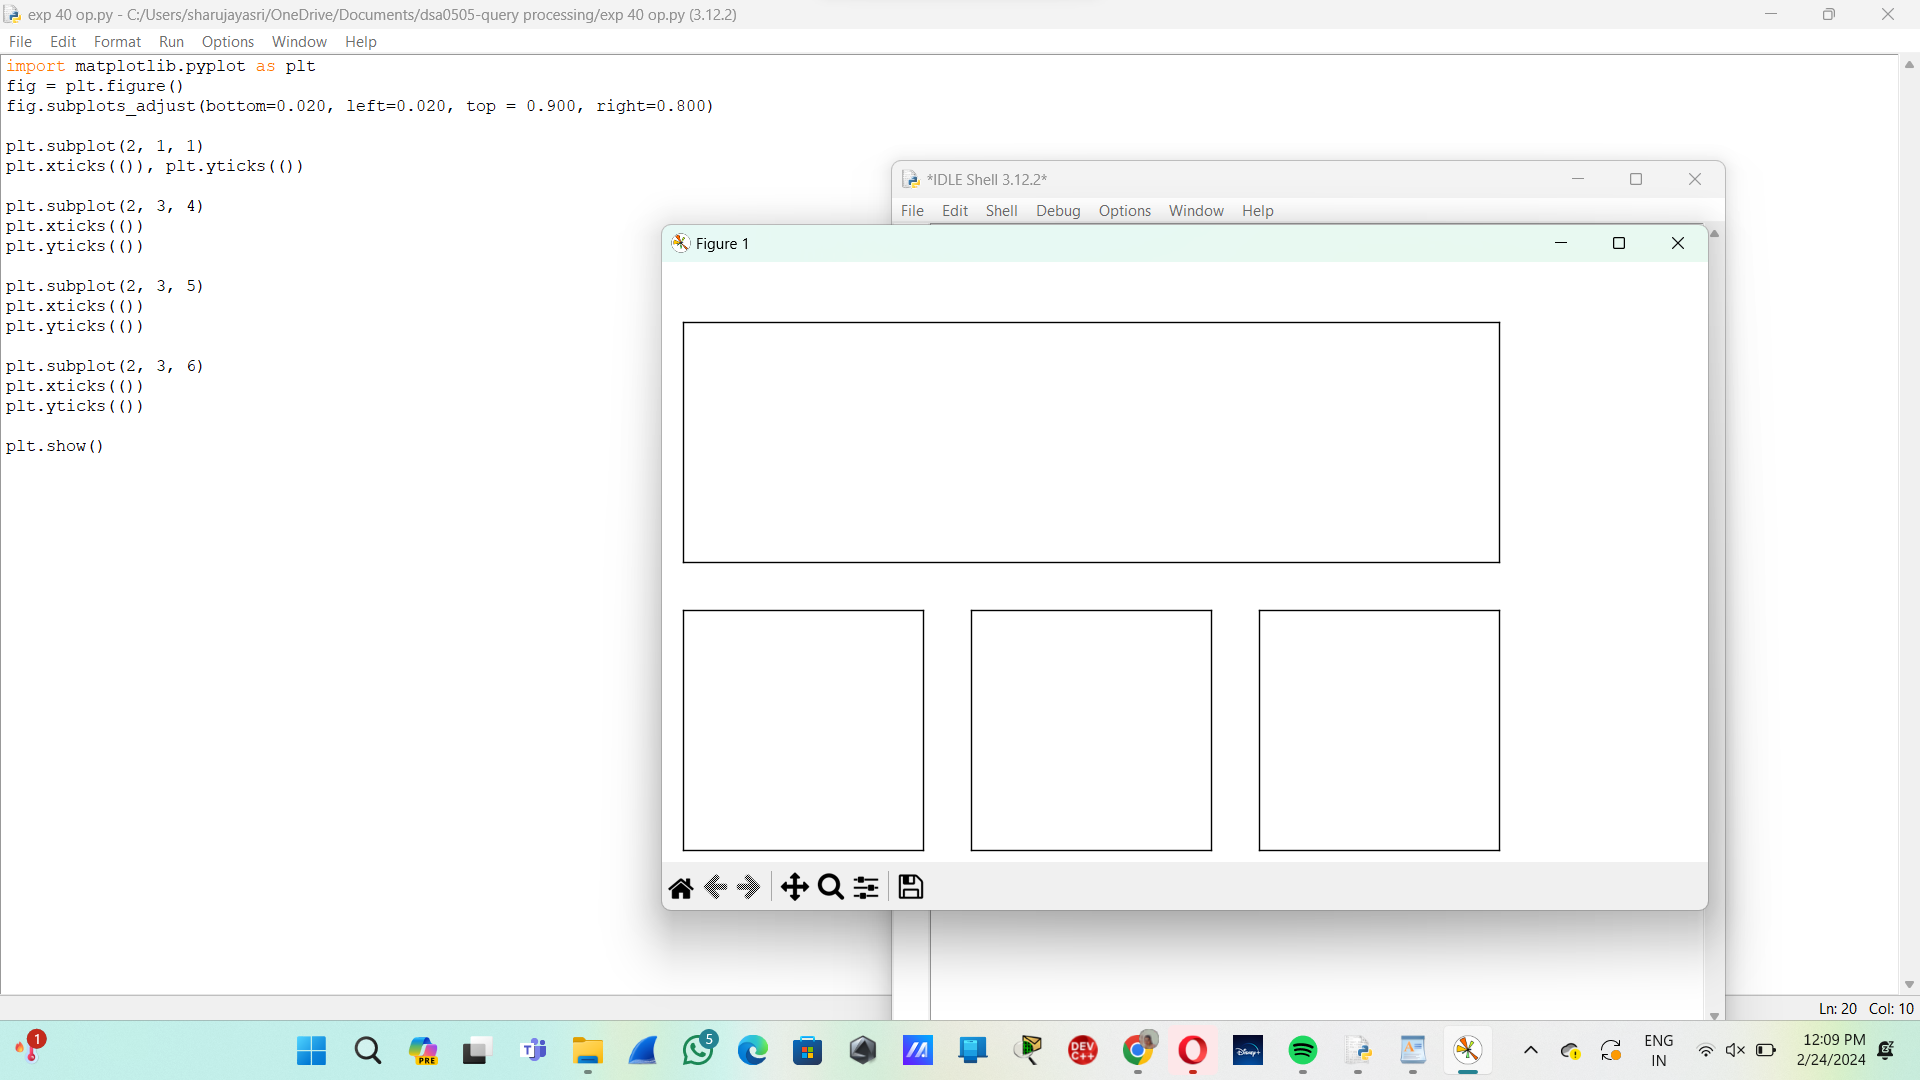 exp 40 op.py - C:/Users/sharujayasri/OneDrive/Documents/dsa0505-query processing/exp 40 op.py (3.12.2)
File Edit Format Run Options Window Help
import matplotlib.pyplot as plt
fig = plt.figure()
fig.subplots_adjust(bottom=0.020, left=0.020, top = 0.900, right=0.800)
plt.subplot(2, 1, 1)
plt.xticks(()), plt.yticks(())
plt.subplot(2, 3, 4)
plt.xticks(())
plt.yticks(())
plt.subplot(2, 3, 5)
plt.xticks(())
plt.yticks(())
plt.subplot(2, 3, 6)
plt.xticks(())
plt.yticks(())
plt.show()
*IDLE Shell 3.12.2*
File Edit Shell Debug Options Window Help
Figure 1
Ln: 20 Col: 10
1
PRE
5
DEV
C++
Disney+
ENG
IN
12:09 PM
2/24/2024